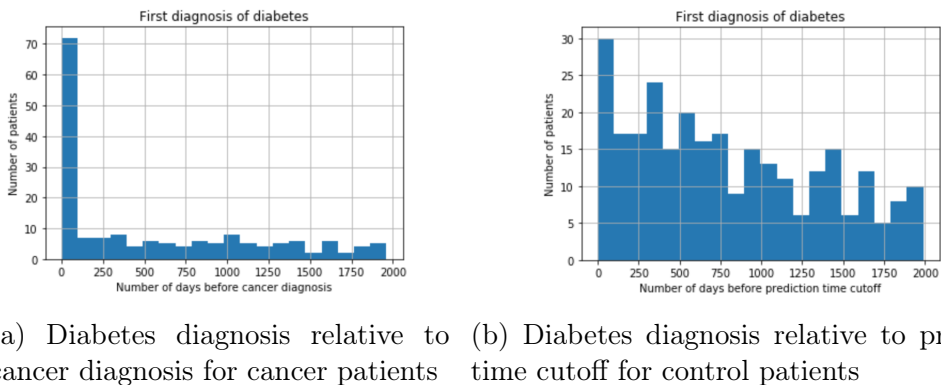 First diagnosis of diabetes
Number of patients
70
60
50
40
30
20
10
0
0 250 500 750 1000 1250 1500 1750 2000
Number of days before cancer diagnosis
First diagnosis of diabetes
Number of patients
30
25
20
15
10
5
0
0 250 500 750 1000 1250 1500 1750 2000
Number of days before prediction time cutoff
a) Diabetes diagnosis relative to
cancer diagnosis for cancer patients
(b) Diabetes diagnosis relative to pr
time cutoff for control patients